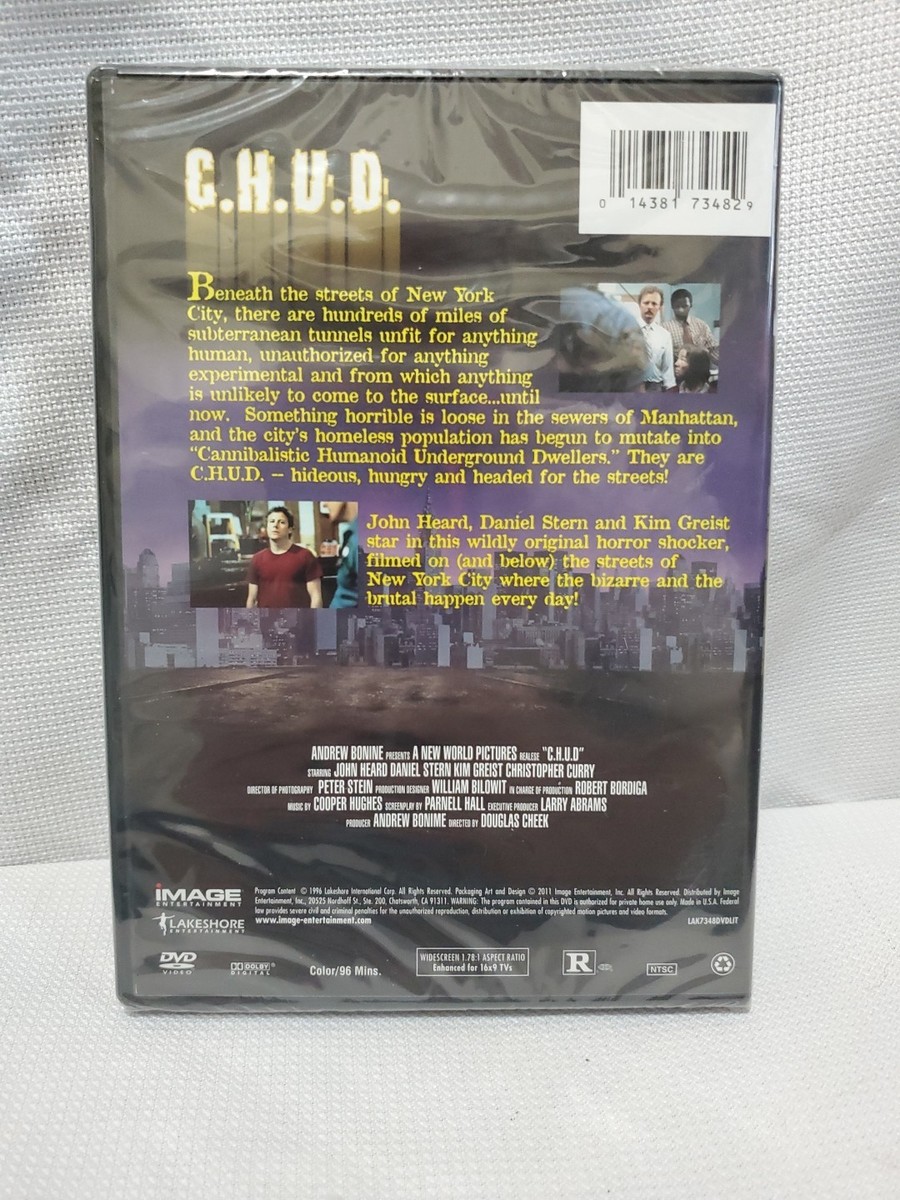 C.H.U.D.
0 14381 73482 9
Beneath the streets of New York
City, there are hundreds of miles of
subterranean tunnels unfit for anything
human, unauthorized for anything
experimental and from which anything
is unlikely to come to the surface...until
now. Something horrible is loose in the sewers of Manhattan,
and the city's homeless population has begun to mutate into
"Cannibalistic Humanoid Underground Dwellers." They are
C.H.U.D. – hideous, hungry and headed for the streets!
John Heard, Daniel Stern and Kim Greist
star in this wildly original horror shocker,
filmed on (and below) the streets of
New York City where the bizarre and the
brutal happen every day!
ANDREW BONINE PRESENTS A NEW WORLD PICTURES REALESE "C.H.U.D"
STARRING JOHN HEARD DANIEL STERN KIM GREIST CHRISTOPHER CURRY
DIRECTOR OF PHOTOGRAPHY PETER STEIN PRODUCTION DESIGNER WILLIAM BILOWIT IN CHARGE OF PRODUCTION ROBERT BORDIGA
MUSIC BY COOPER HUGHES SCREENPLAY BY PARNELL HALL EXECUTIVE PRODUCER LARRY ABRAMS
PRODUCER ANDREW BONIME DIRECTED BY DOUGLAS CHEEK
iMAGE
ENTERTAINMENT
LAKESHORE
ENTERTAINMENT
Program Content © 1996 Lakeshore International Corp. All Rights Reserved. Packaging Art and Design © 2011 Image Entertainment, Inc. All Rights Reserved. Distributed by Image
Entertainment, Inc., 20525 Nordhoff St., Ste. 200, Chatsworth, CA 91311. WARNING: The program contained in this DVD is authorized for private home use only. Made in U.S.A. Federal
law provides severe civil and criminal penalties for the unauthorized reproduction, distribution or exhibition of copyrighted motion pictures and video formats.
www.image-entertainment.com
LAK7348DVDLIT
DVD
VIDEO
DOLBY
DIGITAL
Color/96 Mins.
WIDESCREEN 1.78:1 ASPECT RATIO
Enhanced for 16x9 TVs
R
NTSC